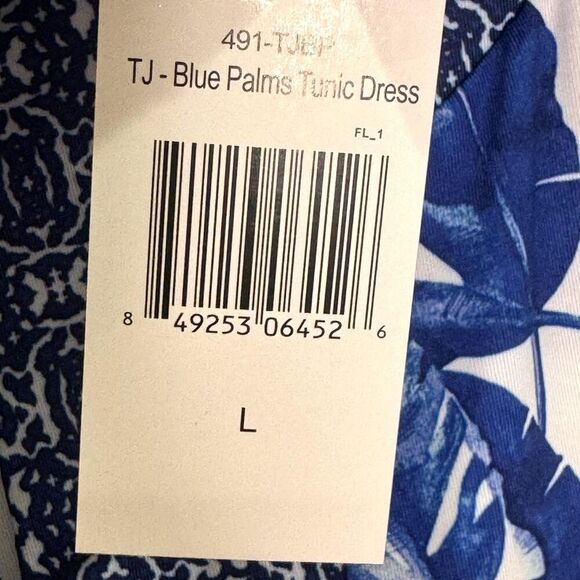 491-TJBP
TJ - Blue Palms Tunic Dress
FL_1
8 49253 06452 6
L